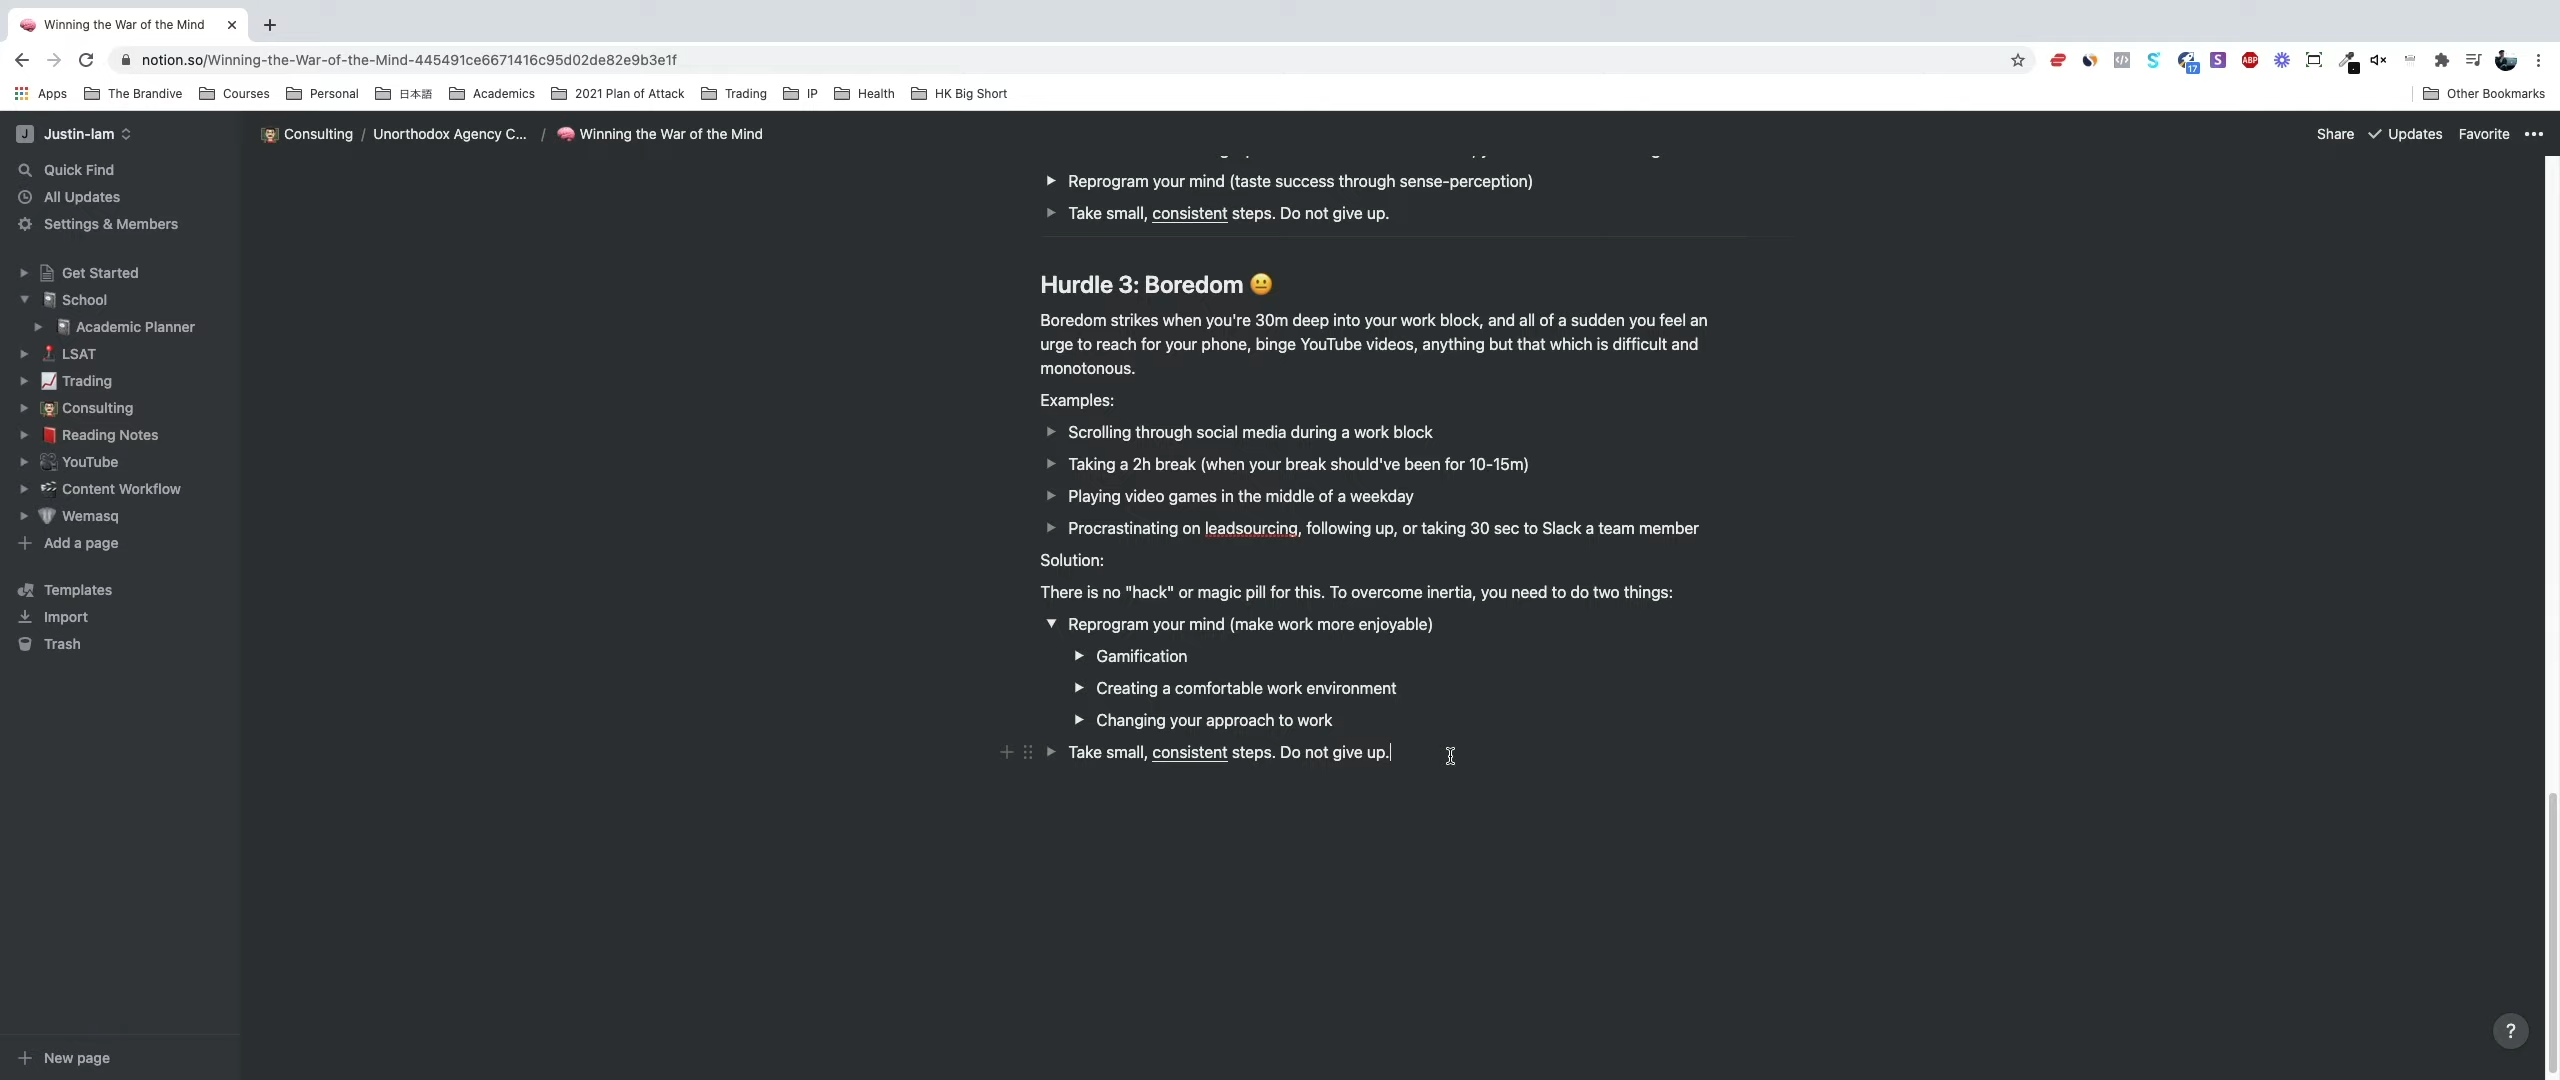 Winning the War of the Mind
notion.so/Winning-the-War-of-the-Mind-445491ce6671416c95d02de82e9b3e1f
17
ABP
Apps
The Brandive
Courses
Personal
日本語
Academics
2021 Plan of Attack
Trading
IP
Health
HK Big Short
Other Bookmarks
J Justin-lam
Consulting / Unorthodox Agency C... / Winning the War of the Mind
Share
Updates
Favorite
Quick Find
All Updates
Settings & Members
Get Started
School
Academic Planner
LSAT
Trading
Consulting
Reading Notes
YouTube
Content Workflow
Wemasq
Add a page
Templates
Import
Trash
New page
Reprogram your mind (taste success through sense-perception)
Take small, consistent steps. Do not give up.
Hurdle 3: Boredom 😐
Boredom strikes when you're 30m deep into your work block, and all of a sudden you feel an
urge to reach for your phone, binge YouTube videos, anything but that which is difficult and
monotonous.
Examples:
Scrolling through social media during a work block
Taking a 2h break (when your break should've been for 10-15m)
Playing video games in the middle of a weekday
Procrastinating on leadsourcing, following up, or taking 30 sec to Slack a team member
Solution:
There is no "hack" or magic pill for this. To overcome inertia, you need to do two things:
Reprogram your mind (make work more enjoyable)
Gamification
Creating a comfortable work environment
Changing your approach to work
Take small, consistent steps. Do not give up.
?